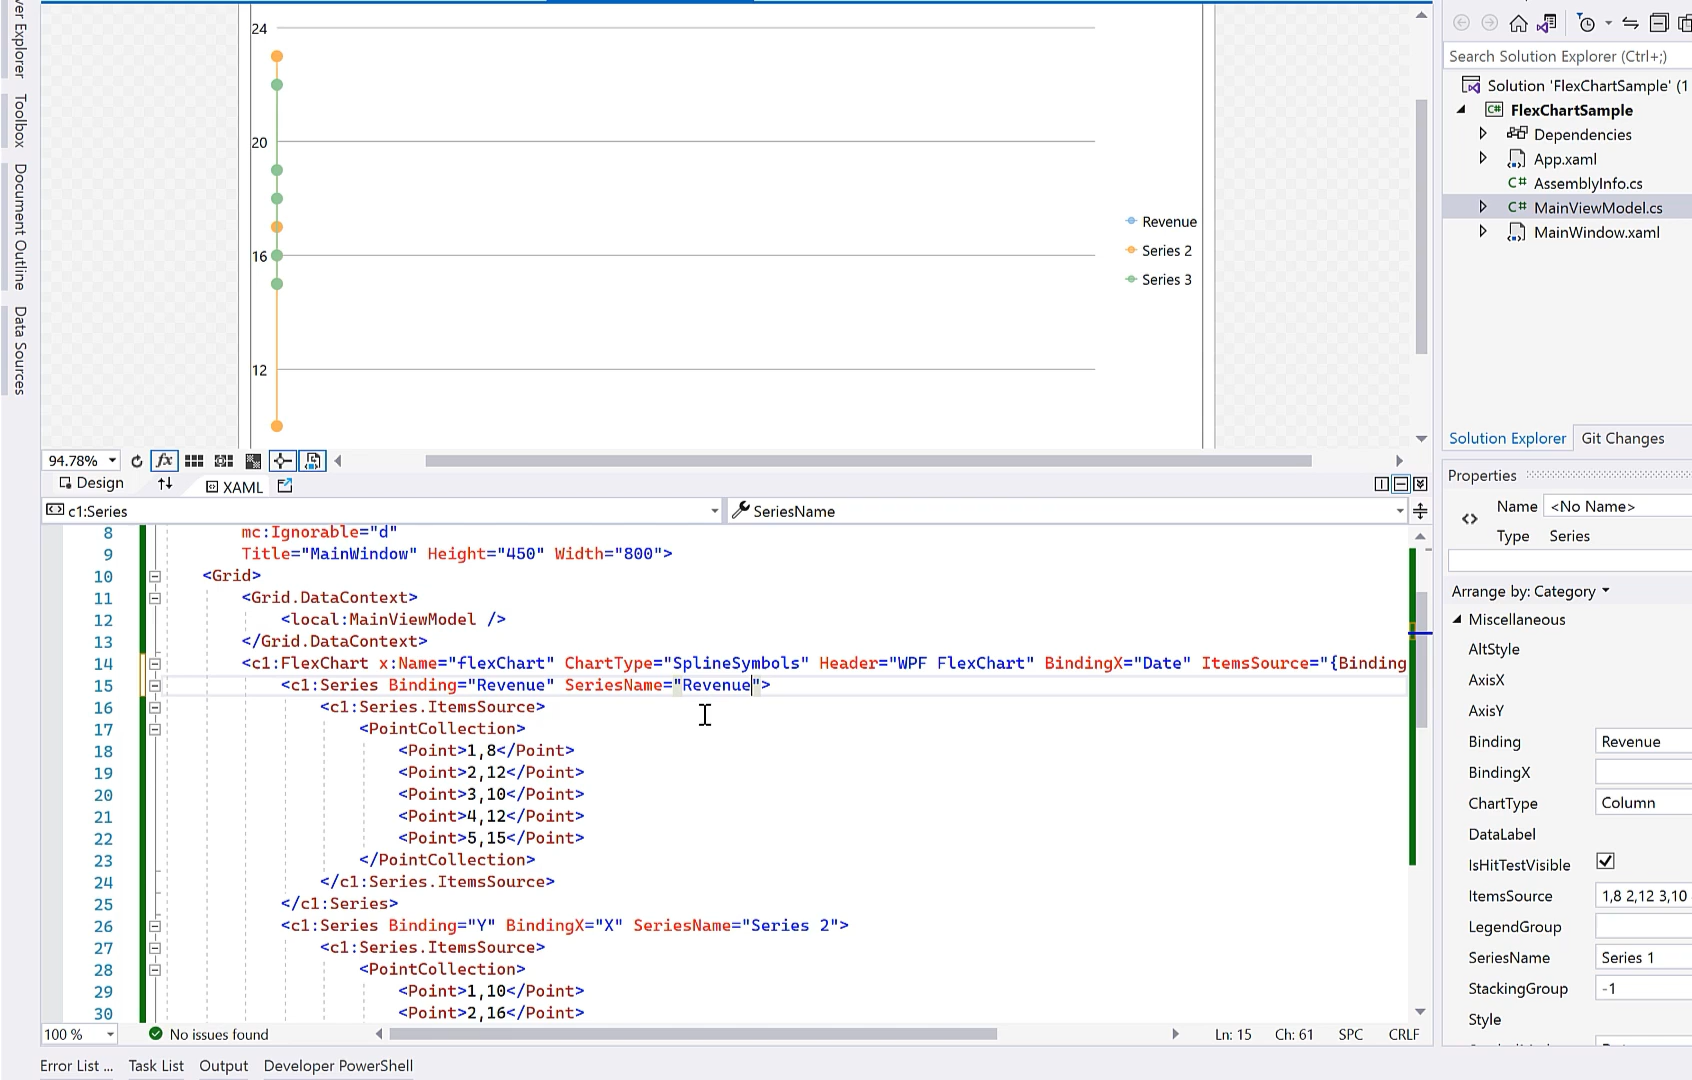 ver Explorer
Toolbox
Document Outline
Data Sources
24
20
16
12
Revenue
Series 2
Series 3
94.78%
fx
Design
XAML
c1:Series
SeriesName
8 mc:Ignorable="d"
9 Title="MainWindow" Height="450" Width="800">
10 <Grid>
11 <Grid.DataContext>
12 <local:MainViewModel />
13 </Grid.DataContext>
14 <c1:FlexChart x:Name="flexChart" ChartType="SplineSymbols" Header="WPF FlexChart" BindingX="Date" ItemsSource="{Binding
15 <c1:Series Binding="Revenue" SeriesName="Revenue">
16 <c1:Series.ItemsSource>
17 <PointCollection>
18 <Point>1,8</Point>
19 <Point>2,12</Point>
20 <Point>3,10</Point>
21 <Point>4,12</Point>
22 <Point>5,15</Point>
23 </PointCollection>
24 </c1:Series.ItemsSource>
25 </c1:Series>
26 <c1:Series Binding="Y" BindingX="X" SeriesName="Series 2">
27 <c1:Series.ItemsSource>
28 <PointCollection>
29 <Point>1,10</Point>
30 <Point>2,16</Point>
100 %
No issues found
Ln: 15 Ch: 61 SPC CRLF
Error List ... Task List Output Developer PowerShell
Search Solution Explorer (Ctrl+;)
Solution 'FlexChartSample' (1
C# FlexChartSample
Dependencies
App.xaml
C# AssemblyInfo.cs
C# MainViewModel.cs
MainWindow.xaml
Solution Explorer Git Changes
Properties
Name <No Name>
Type Series
Arrange by: Category
Miscellaneous
AltStyle
AxisX
AxisY
Binding Revenue
BindingX
ChartType Column
DataLabel
IsHitTestVisible
ItemsSource 1,8 2,12 3,10
LegendGroup
SeriesName Series 1
StackingGroup -1
Style